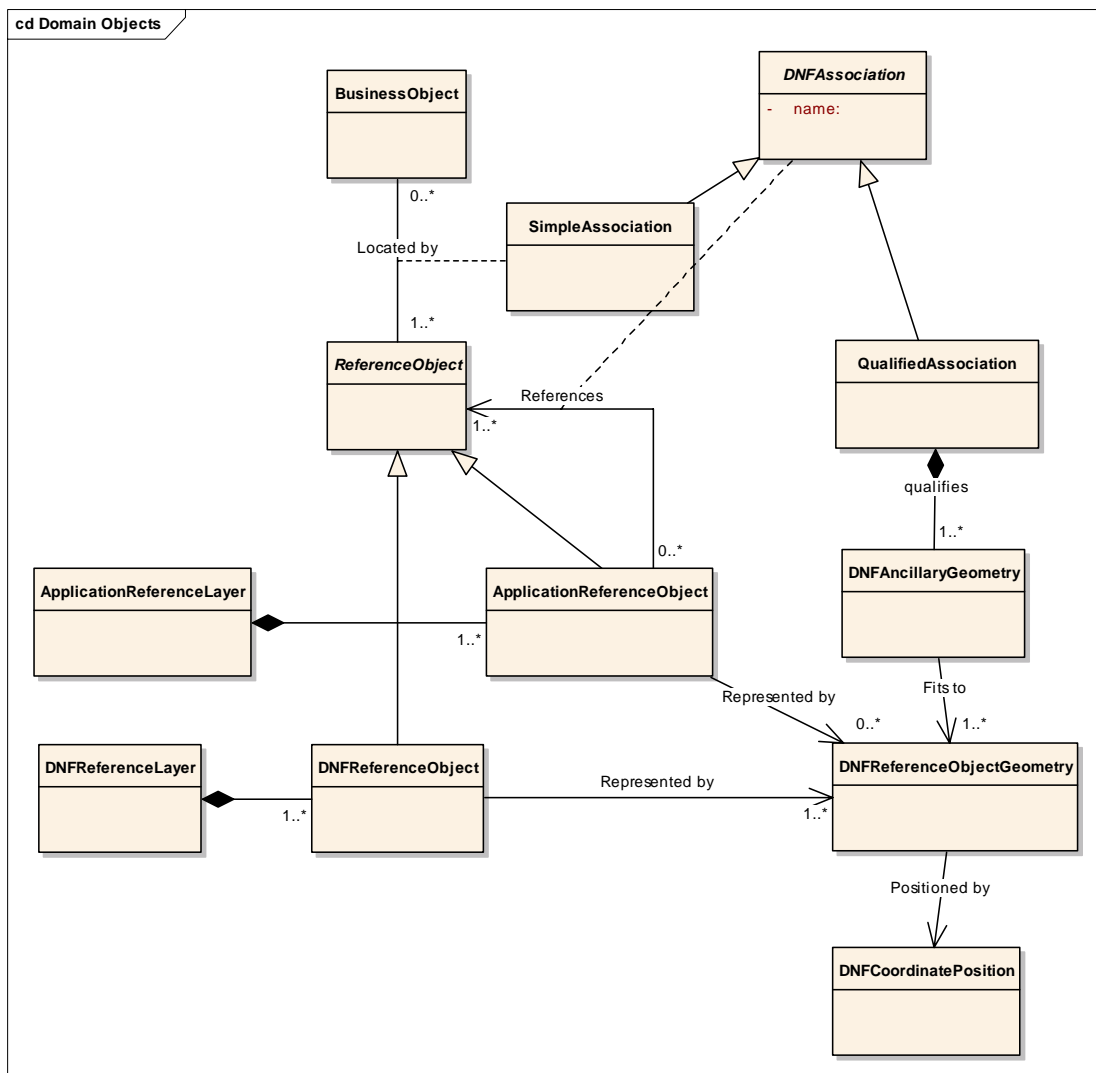 cd Domain Objects
DNFAssociation
- name:
BusinessObject
0..*
SimpleAssociation
Located by
1..*
ReferenceObject
QualifiedAssociation
References
1..*
qualifies
1..*
0..*
DNFAncillaryGeometry
ApplicationReferenceLayer
ApplicationReferenceObject
1..*
Fits to
Represented by
0..*
1..*
DNFReferenceLayer
DNFReferenceObject
DNFReferenceObjectGeometry
Represented by
1..*
1..*
Positioned by
DNFCoordinatePosition